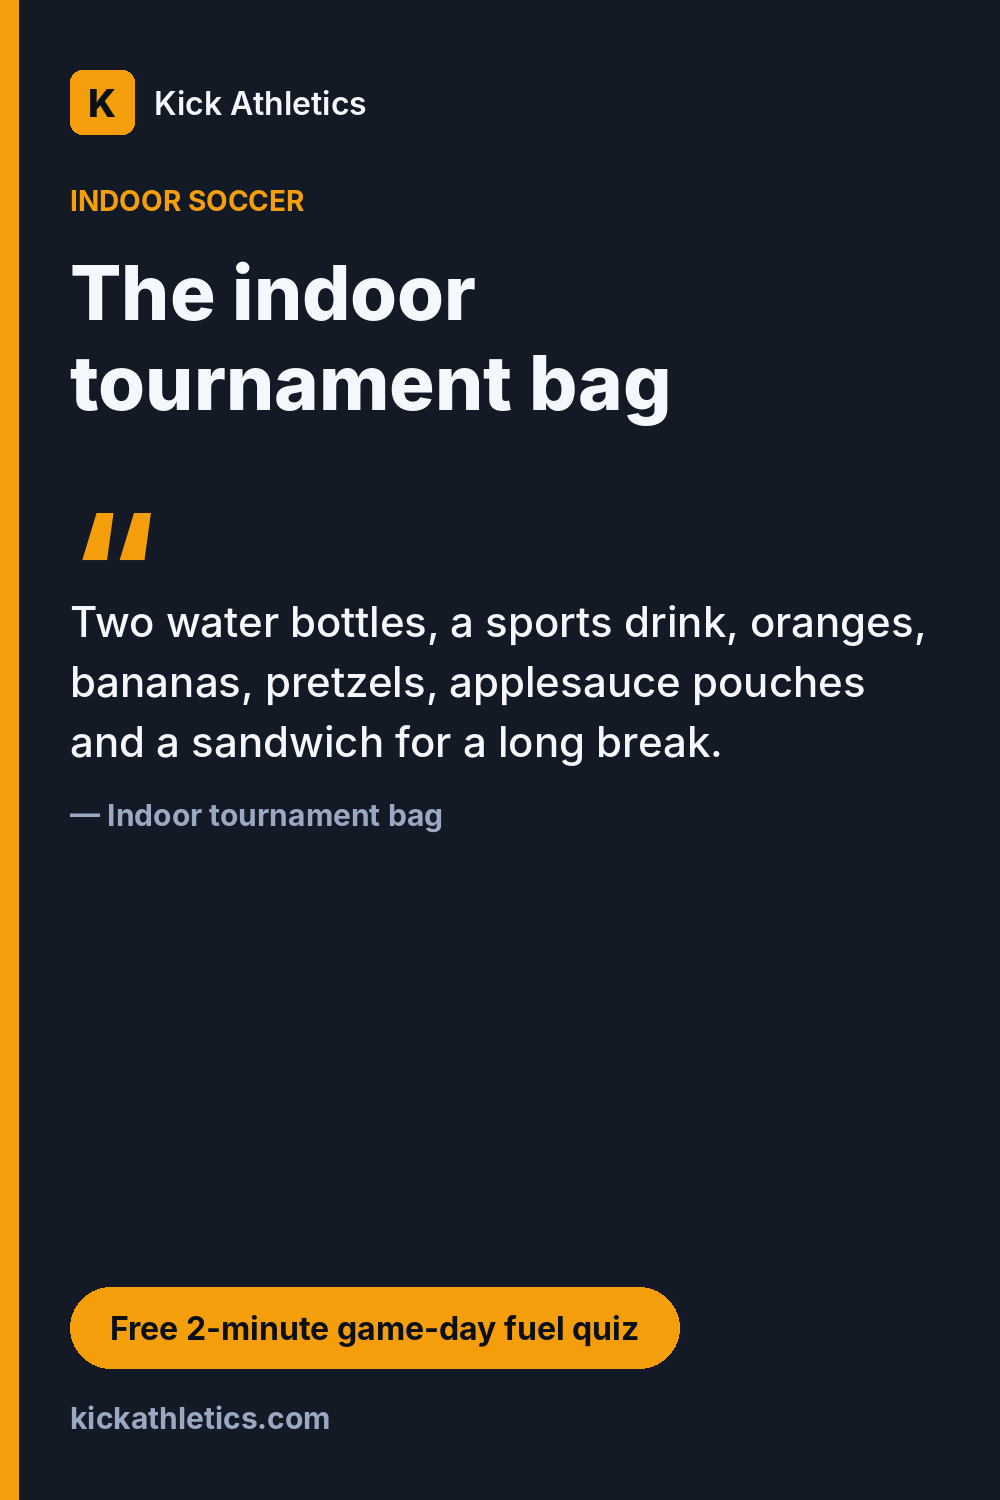 K
Kick Athletics
INDOOR SOCCER
The indoor
tournament bag
"
Two water bottles, a sports drink, oranges,
bananas, pretzels, applesauce pouches
and a sandwich for a long break.
— Indoor tournament bag
Free 2-minute game-day fuel quiz
kickathletics.com